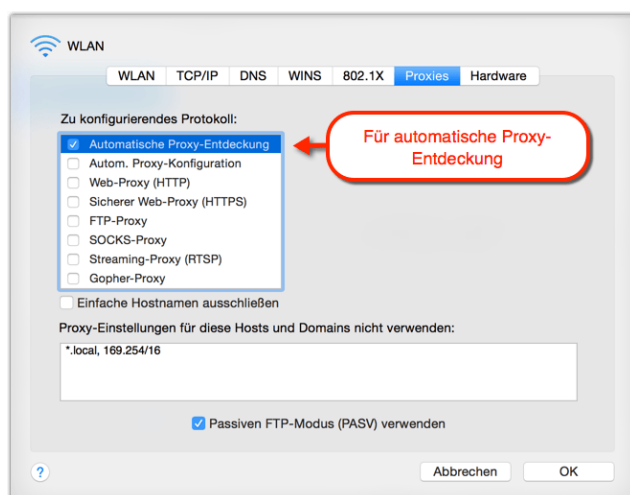 WLAN
WLAN TCP/IP DNS WINS 802.1X Proxies Hardware
Zu konfigurierendes Protokoll:
Automatische Proxy-Entdeckung
Autom. Proxy-Konfiguration
Web-Proxy (HTTP)
Sicherer Web-Proxy (HTTPS)
FTP-Proxy
SOCKS-Proxy
Streaming-Proxy (RTSP)
Gopher-Proxy
Für automatische Proxy-
Entdeckung
Einfache Hostnamen ausschließen
Proxy-Einstellungen für diese Hosts und Domains nicht verwenden:
*.local, 169.254/16
Passiven FTP-Modus (PASV) verwenden
? Abbrechen OK